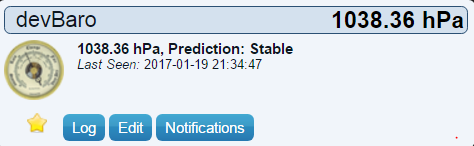 devBaro 1038.36 hPa
1038.36 hPa, Prediction: Stable
Last Seen: 2017-01-19 21:34:47
Log Edit Notifications